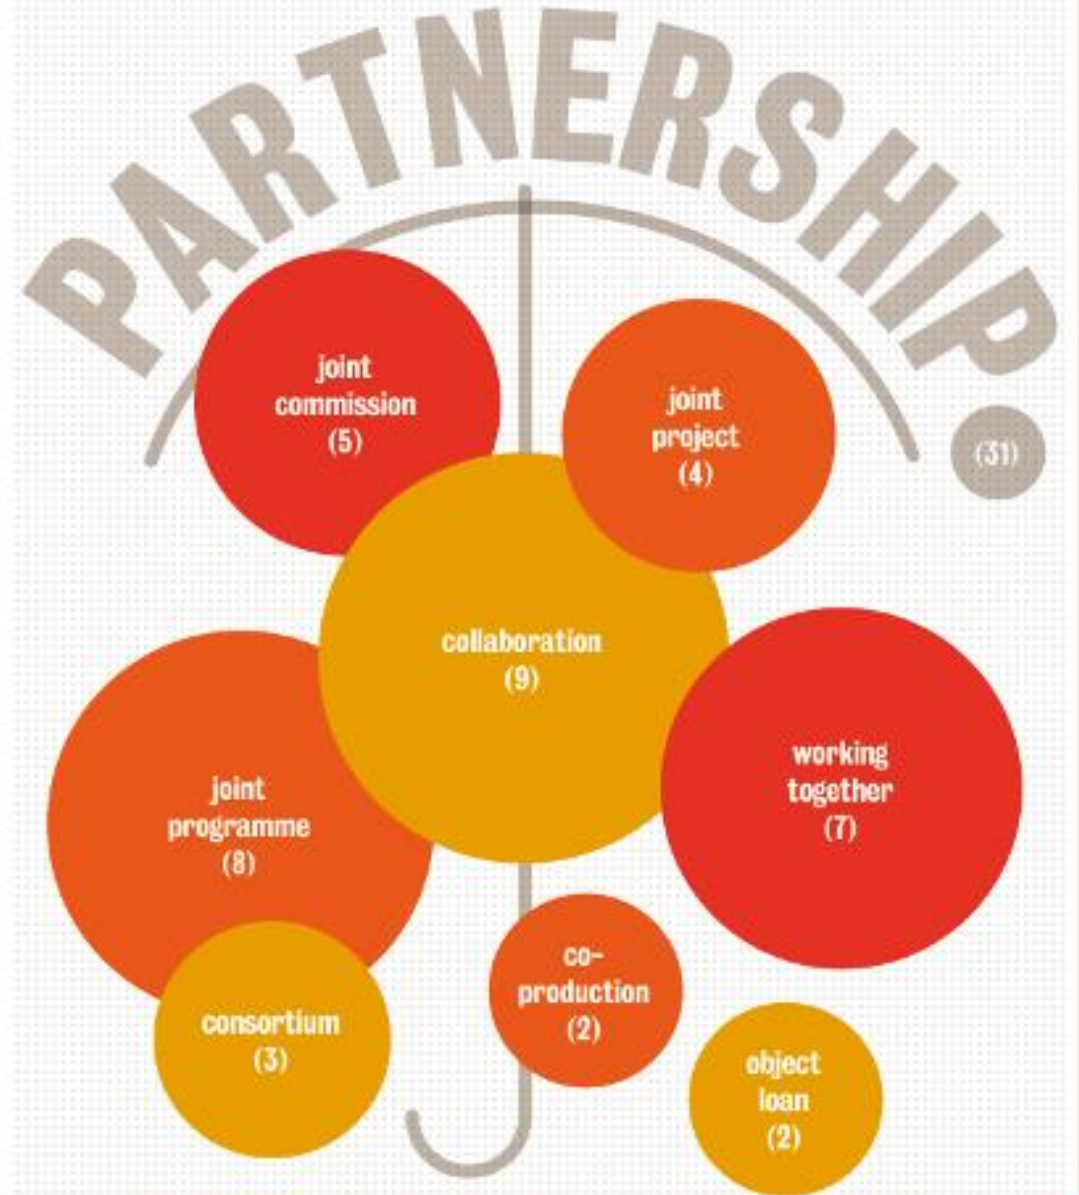 PARTNERSHIP
(31)
joint
commission
(5)
joint
project
(4)
collaboration
(9)
working
together
(7)
joint
programme
(8)
co-
production
(2)
consortium
(3)
object
loan
(2)